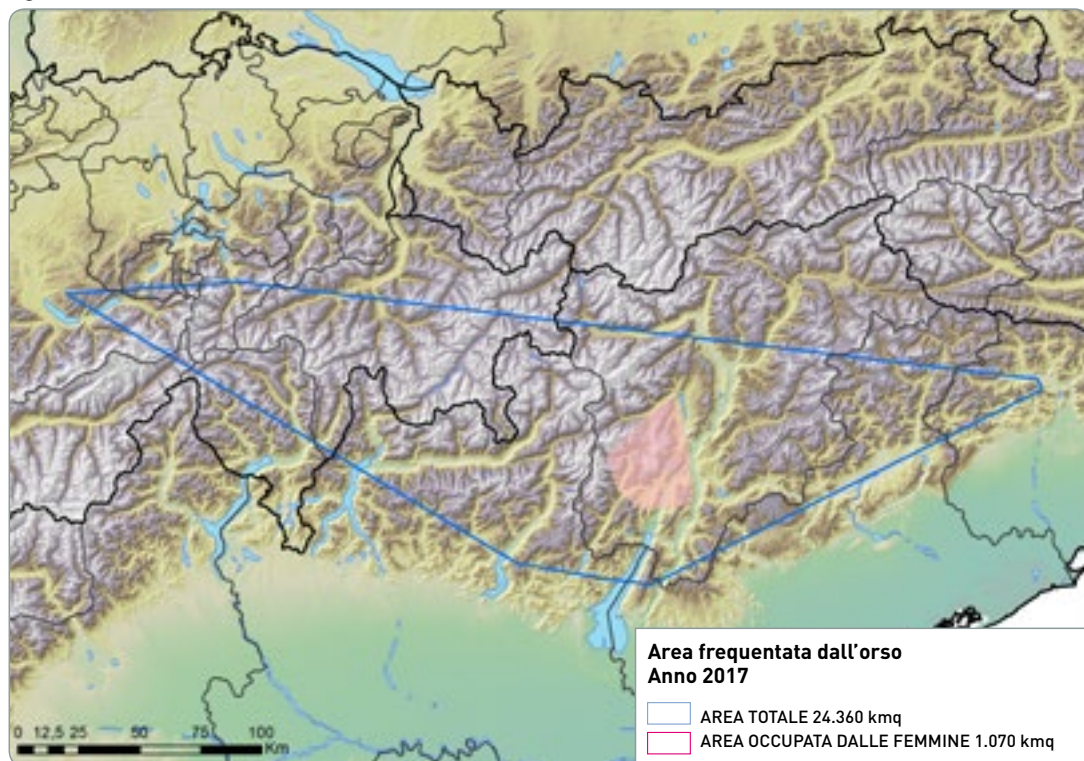 Area frequentata dall'orso
Anno 2017
AREA TOTALE 24.360 kmq
AREA OCCUPATA DALLE FEMMINE 1.070 kmq
0 12,5 25 50 75 100
Km